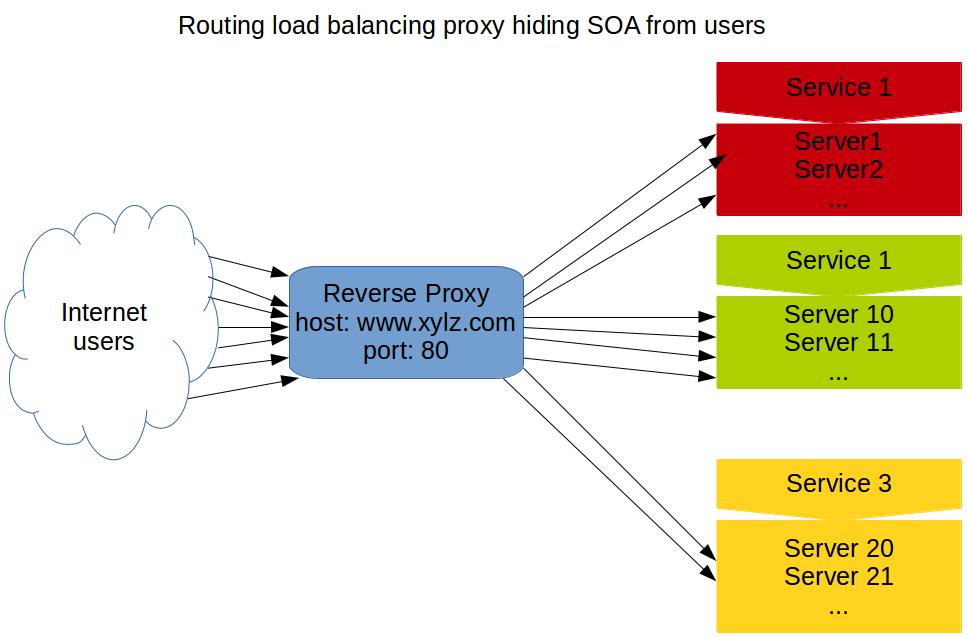 Routing load balancing proxy hiding SOA from users
Internet
users
Reverse Proxy
host: www.xylz.com
port: 80
Service 1
Server1
Server2
...
Service 1
Server 10
Server 11
...
Service 3
Server 20
Server 21
...